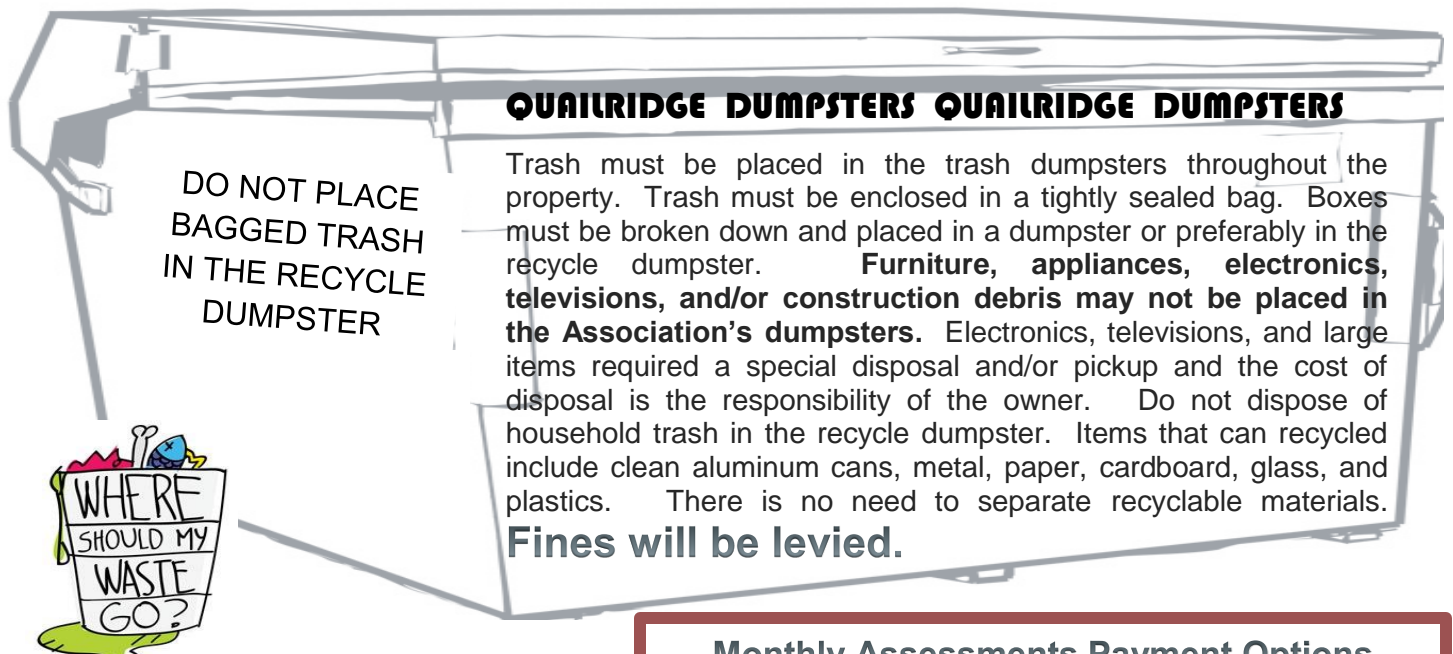 QUAILRIDGE DUMPSTERS QUAILRIDGE DUMPSTERS
DO NOT PLACE
BAGGED TRASH
IN THE RECYCLE
DUMPSTER
Trash must be placed in the trash dumpsters throughout the
property. Trash must be enclosed in a tightly sealed bag. Boxes
must be broken down and placed in a dumpster or preferably in the
recycle dumpster. Furniture, appliances, electronics,
televisions, and/or construction debris may not be placed in
the Association’s dumpsters. Electronics, televisions, and large
items required a special disposal and/or pickup and the cost of
disposal is the responsibility of the owner. Do not dispose of
household trash in the recycle dumpster. Items that can recycled
include clean aluminum cans, metal, paper, cardboard, glass, and
plastics. There is no need to separate recyclable materials.
Fines will be levied.
WHERE
SHOULD MY
WASTE
GO?
Monthly Assessments Payment Options